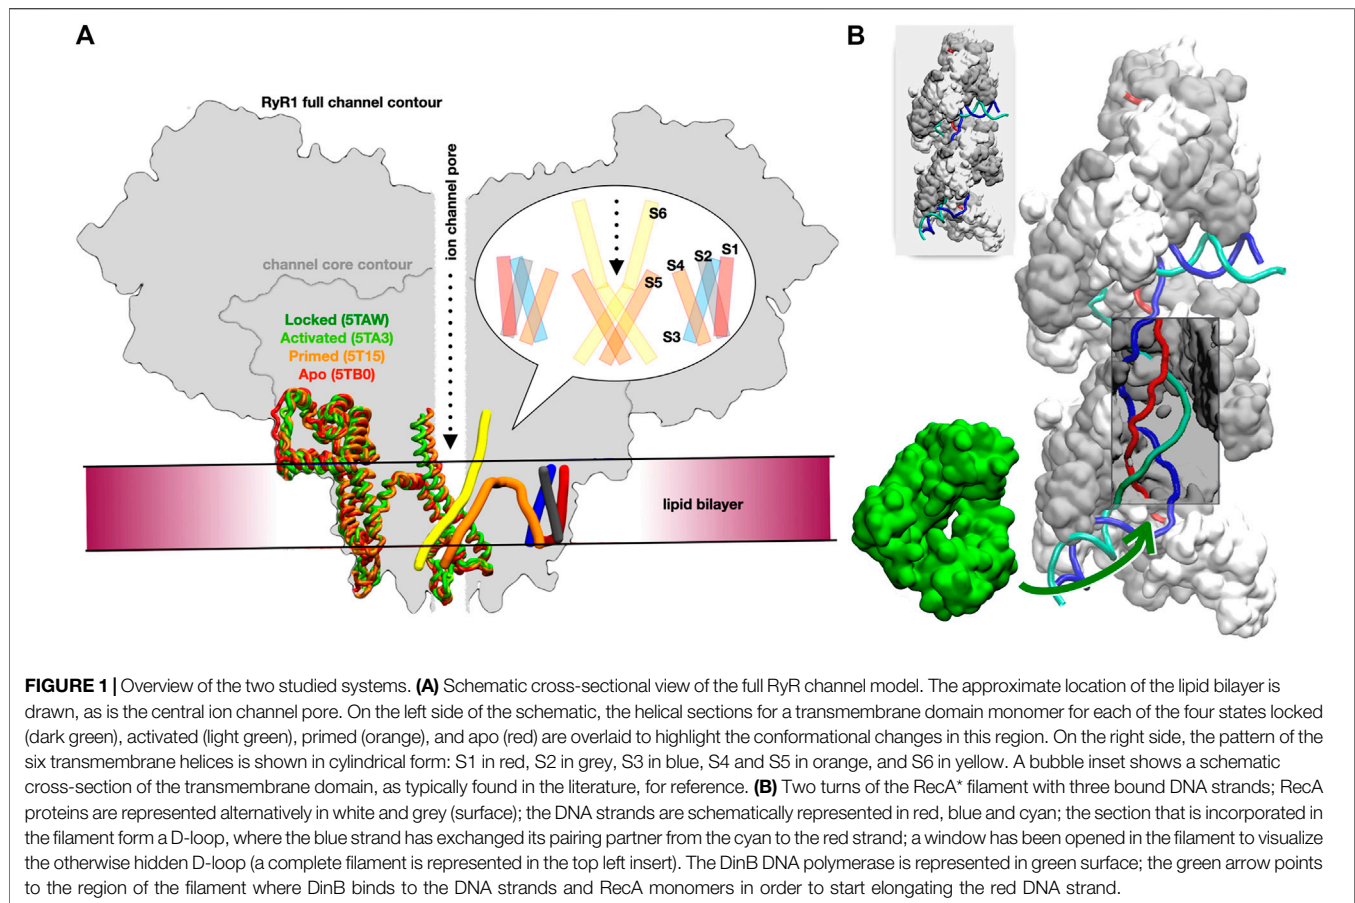 A
B
RyR1 full channel contour
ion channel pore
S6
S1
S2
S4
S5
S3
channel core contour
Locked (5TAW)
Activated (5TA3)
Primed (5T15)
Apo (5TB0)
lipid bilayer
FIGURE 1 | Overview of the two studied systems. (A) Schematic cross-sectional view of the full RyR channel model. The approximate location of the lipid bilayer is
drawn, as is the central ion channel pore. On the left side of the schematic, the helical sections for a transmembrane domain monomer for each of the four states locked
(dark green), activated (light green), primed (orange), and apo (red) are overlaid to highlight the conformational changes in this region. On the right side, the pattern of the
six transmembrane helices is shown in cylindrical form: S1 in red, S2 in grey, S3 in blue, S4 and S5 in orange, and S6 in yellow. A bubble inset shows a schematic
cross-section of the transmembrane domain, as typically found in the literature, for reference. (B) Two turns of the RecA* filament with three bound DNA strands; RecA
proteins are represented alternatively in white and grey (surface); the DNA strands are schematically represented in red, blue and cyan; the section that is incorporated in
the filament form a D-loop, where the blue strand has exchanged its pairing partner from the cyan to the red strand; a window has been opened in the filament to visualize
the otherwise hidden D-loop (a complete filament is represented in the top left insert). The DinB DNA polymerase is represented in green surface; the green arrow points
to the region of the filament where DinB binds to the DNA strands and RecA monomers in order to start elongating the red DNA strand.